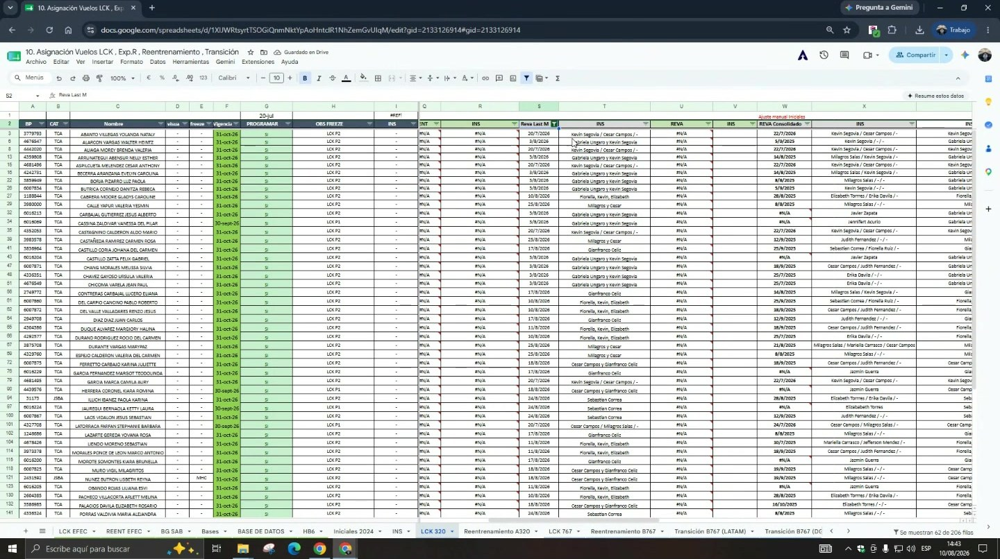 10. Asignación Vuelos LCK , Exp
Pregunta a Gemini
docs.google.com/spreadsheets/d/1XIJWRtsyrtTSOGiQnmNktYpAoHntcIR1NhZemGvUIqM/edit?gid=2133126914#gid=2133126914
Trabajo
10. Asignación Vuelos LCK , Exp.R , Reentrenamiento , Transición
Guardado en Drive
Archivo Editar Ver Insertar Formato Datos Herramientas Gemini Extensiones Ayuda
Compartir
Menús 100% € % 123 Calibri 10
S2 Reva Last M
Resume estos datos
A B C D E F G H I Q R S T U V W X
1 20-jul #REF! Ajuste manual Iniciales
2 BP CAT Nombre visua freeze Vigencia PROGRAMAR OBS FREEZE INS ENT INS Reva Last M INS REVA INS REVA Consolidado INS INS
3 3779793 TCA ABANTO VILLEGAS YOLANDA NATALY - - 31-oct-26 SI LCK P2 - #N/A #N/A 20/7/2026 Kevin Segovia / Cesar Campos / - #N/A 22/7/2026 Kevin Segovia / Cesar Campos / - Kevin Segov
6 4676547 TCA ALARCON VARGAS WALTER HEINTZ - - 31-oct-26 SI LCK P2 - #N/A #N/A 3/8/2026 Gabriela Ungaro y Kevin Segovia #N/A 5/9/2025 Kevin Segovia / - / - Gabriela Un
8 4442020 TCA ALIAGA MOREY BRENDA VALERIA - - 31-oct-26 SI LCK P2 - #N/A #N/A 20/7/2026 Kevin Segovia / Cesar Campos / - #N/A 22/7/2026 Kevin Segovia / Cesar Campos / - Kevin Segov
13 4359808 TCA ARRUNATEGUI ABENSUR NELLY ESTHER - - 31-oct-26 SI LCK P2 - #N/A #N/A 3/8/2026 Gabriela Ungaro y Kevin Segovia #N/A 14/8/2025 Milagros Salas / Kevin Segovia / - Gabriela Un
15 4681496 TCA ASPILCUETA MELENDEZ CESAR ANTHONY - - 31-oct-26 SI LCK P2 - #N/A #N/A 20/7/2026 Kevin Segovia / Cesar Campos / - #N/A 22/7/2026 Kevin Segovia / Cesar Campos / - Kevin Segov
16 4242731 TCA BECERRA ARANZANA EVELYN CAROLINA - - 31-oct-26 SI LCK P2 - #N/A #N/A 3/8/2026 Gabriela Ungaro y Kevin Segovia #N/A 14/8/2025 Milagros Salas / Kevin Segovia / - Gabriela Un
22 3859949 TCA BORJA PIZARRO LUZ PAOLA - - 31-oct-26 SI LCK P2 - #N/A #N/A 5/8/2026 Gabriela Ungaro y Kevin Segovia #N/A 8/8/2025 Milagros Salas / - / - Gabriela Un
26 6007834 TCA BUTRICA CORNEJO DANITZA REBECA - - 31-oct-26 SI LCK P2 - #N/A #N/A 5/8/2026 Gabriela Ungaro y Kevin Segovia #N/A 5/9/2025 Kevin Segovia / - / - Gabriela Un
27 1188844 TCA CABRERA MOORE GLADYS CAROLINE - - 31-oct-26 SI LCK P2 - #N/A #N/A 10/8/2026 Fiorella, Kevin, Elizabeth #N/A 28/8/2025 Elizabeth Torrres / Erika Davila / - Fiorella,
29 3980000 TCA CALLE YAPUR VALERIA YESMIN - - 31-oct-26 SI LCK P2 - #N/A #N/A 25/8/2026 Milagros y Cesar #N/A 8/8/2025 Milagros Salas / - / - Mila
32 6016213 TCA CARBAJAL GUTIERREZ JESUS ALBERTO - - 31-oct-26 SI LCK P2 - #N/A #N/A 5/8/2026 Gabriela Ungaro y Kevin Segovia #N/A #N/A Javier Zapata Gabriela Un
34 6016069 TCA CASSINA ZALDIVAR VANESSA DEL PILAR - - 30-sept-26 SI LCK P1 - #N/A #N/A 5/8/2026 Gabriela Ungaro y Kevin Segovia #N/A #N/A Jennifert Acurio Gabriela Un
35 4352053 TCA CASTAGNINO CALDERON ALDO MARIO - - 31-oct-26 SI LCK P2 - #N/A #N/A 20/7/2026 Kevin Segovia / Cesar Campos / - #N/A 22/7/2026 Kevin Segovia / Cesar Campos / - Kevin Segov
39 3983578 TCA CASTAÑEDA RAMIREZ CARMEN ROSA - - 31-oct-26 SI LCK P2 - #N/A #N/A 25/8/2026 Milagros y Cesar #N/A 12/9/2025 Judith Fernandez / - / - Mila
41 3836964 TCA CASTILLO CORIA JOHANA DEL CARMEN - - 31-oct-26 SI LCK P2 - #N/A #N/A 17/8/2026 Gianfranco Celiz #N/A 25/9/2025 Sebastian Correa / Fiorella Ruiz / - Gia
43 6016204 TCA CASTILLO ZATTA FELIX GABRIEL - - 31-oct-26 SI LCK P2 - #N/A #N/A 5/8/2026 Gabriela Ungaro y Kevin Segovia #N/A #N/A Javier Zapata Gabriela Un
47 6007871 TCA CHANG MORALES MELISSA SILVIA - - 31-oct-26 SI LCK P2 - #N/A #N/A 3/8/2026 Gabriela Ungaro y Kevin Segovia #N/A 18/9/2025 Cesar Campos / Judith Fernandez / - Gabriela Un
48 4336351 TCA CHAVEZ GAYOSO URSULA VALERIA - - 31-oct-26 SI LCK P2 - #N/A #N/A 3/8/2026 Gabriela Ungaro y Kevin Segovia #N/A 25/7/2025 Erika Davila / - / - Gabriela Un
51 4676549 TCA CHICOMA VARELA JEAN PAUL - - 31-oct-26 SI LCK P2 - #N/A #N/A 3/8/2026 Gabriela Ungaro y Kevin Segovia #N/A 25/7/2025 Erika Davila / - / - Gabriela Un
56 2749772 TCA CONTRERAS CARBAJAL LUCERO ELIANA - - 31-oct-26 SI LCK P2 - #N/A #N/A 17/8/2026 Gianfranco Celiz #N/A 14/8/2025 Milagros Salas / Kevin Segovia / - Gia
61 6007860 TCA DEL CARPIO CANCINO PABLO ROBERTO - - 31-oct-26 SI LCK P2 - #N/A #N/A 10/8/2026 Fiorella, Kevin, Elizabeth #N/A 25/9/2025 Sebastian Correa / Fiorella Ruiz / - Fiorella,
62 6007872 TCA DEL VALLE VALLADARES RENZO JESUS - - 31-oct-26 SI LCK P2 - #N/A #N/A 10/8/2026 Fiorella, Kevin, Elizabeth #N/A 18/9/2025 Cesar Campos / Judith Fernandez / - Fiorella,
64 2949708 TCA DIAZ DIAZ JUAN CARLOS - - 31-oct-26 SI LCK P2 - #N/A #N/A 17/8/2026 Gianfranco Celiz #N/A 12/9/2025 Judith Fernandez / - / - Gia
65 4304386 TCA DUQUE ALVAREZ MARGIORY HALINA - - 31-oct-26 SI LCK P2 - #N/A #N/A 11/8/2026 Fiorella, Kevin, Elizabeth #N/A 18/9/2025 Cesar Campos / Judith Fernandez / - Fiorella,
66 4292577 TCA DURAND RODRIGUEZ ROCIO DEL CARMEN - - 31-oct-26 SI LCK P2 - #N/A #N/A 10/8/2026 Fiorella, Kevin, Elizabeth #N/A 25/7/2025 Erika Davila / - / - Fiorella,
67 3875708 TCA DURANTE VARGAS MARYPAZ - - 31-oct-26 SI LCK P2 - #N/A #N/A 25/8/2026 Milagros y Cesar #N/A 21/8/2025 Milagros Salas / Mariella Carrasco / Cesar Campos Mila
69 4329760 TCA ESPEJO CALDERON VALERIA DEL CARMEN - - 31-oct-26 SI LCK P2 - #N/A #N/A 25/8/2026 Milagros y Cesar #N/A 8/8/2025 Milagros Salas / - / - Mila
72 6007875 TCA FERRETTO CARBAJO KARINA JULIETTE - - 31-oct-26 SI LCK P2 - #N/A #N/A 18/8/2026 Cesar Campos y Gianfranco Celiz #N/A 18/9/2025 Cesar Campos / Judith Fernandez / - Cesar Camp
78 6016229 TCA GARCIA FERNANDEZ MARGOT TEODOLINDA - - 31-oct-26 SI LCK P2 - #N/A #N/A 17/8/2026 Gianfranco Celiz #N/A #N/A Jazmin Guerra Gia
79 4681495 TCA GARCIA MARCA CAMILA AURY - - 31-oct-26 SI LCK P2 - #N/A #N/A 20/7/2026 Kevin Segovia / Cesar Campos / - #N/A 22/7/2026 Kevin Segovia / Cesar Campos / - Kevin Segov
90 4439576 TCA HERRERA CORONEL KIARA ROMINA - - 30-sept-26 SI LCK P1 - #N/A #N/A 18/8/2026 Cesar Campos y Gianfranco Celiz #N/A #N/A Jazmin Guerra Cesar Camp
94 31173 JSBA ILLICH IBANEZ PAOLA KARINA - - 31-oct-26 SI LCK P2 - #N/A #N/A 24/8/2026 Sebastian Correa #N/A 28/8/2025 Elizabeth Torrres / Erika Davila / - Seba
97 6016224 TCA JAUREGUI BERNAOLA KETTY LAURA - - 30-sept-26 SI LCK P1 - #N/A #N/A 24/8/2026 Sebastian Correa #N/A #N/A Elizabeth Torres Seba
100 6007867 TCA LAOS VIDALON JESUS SEBASTIAN - - 31-oct-26 SI LCK P2 - #N/A #N/A 24/8/2026 Sebastian Correa #N/A 12/9/2025 Judith Fernandez / - / - Seba
101 4327708 TCA LATORRACA FARFAN STEPHANIE BARBARA - - 30-sept-26 SI LCK P1 - #N/A #N/A 20/7/2026 Cesar Campos / Milagros Salas / - #N/A 24/7/2026 Cesar Campos / Milagros Salas / - Cesar Camp
102 1246686 TCA LAZARTE GEREDA YOVANA ROSA - - 31-oct-26 SI LCK P2 - #N/A #N/A 17/8/2026 Gianfranco Celiz #N/A 8/8/2025 Milagros Salas / - / - Gia
104 4678426 TCA LIENDO MORENO SEBASTIAN - - 31-oct-26 SI LCK P2 - #N/A #N/A 11/8/2026 Fiorella, Kevin, Elizabeth #N/A 10/7/2025 Mariella Carrasco / Jefferson Mendez / - Fiorella,
114 3973378 TCA MORALES PONCE DE LEON MARCO ANTONIO - - 31-oct-26 SI LCK P2 - #N/A #N/A 11/8/2026 Fiorella, Kevin, Elizabeth #N/A 18/9/2025 Cesar Campos / Judith Fernandez / - Fiorella,
115 6016200 TCA MOROTE SOMONTES KIARA BRUNELLA - - 31-oct-26 SI LCK P2 - #N/A #N/A 17/8/2026 Gianfranco Celiz #N/A #N/A Jazmin Guerra Gia
118 6007825 TCA MURO VIGIL MILAGRITOS - - 31-oct-26 SI LCK P2 - #N/A #N/A 18/8/2026 Cesar Campos y Gianfranco Celiz #N/A 19/9/2025 Milagros Salas / - / - Cesar Camp
121 2431592 JSBA NUNEZ BUTRON LISBETH REYNA - MHC 31-oct-26 SI LCK P2 - #N/A #N/A 18/8/2026 Cesar Campos y Gianfranco Celiz #N/A 19/9/2025 Milagros Salas / - / - Cesar Camp
123 6016205 TCA OBANDO ROJAS LILIANA ESVI - - 31-oct-26 SI LCK P2 - #N/A #N/A 11/8/2026 Fiorella, Kevin, Elizabeth #N/A #N/A Jazmin Guerra Fiorella,
130 2604385 TCA PACHECO VILLACORTA ARLETT MELINA - - 31-oct-26 SI LCK P2 - #N/A #N/A 10/8/2026 Fiorella, Kevin, Elizabeth #N/A 28/8/2025 Elizabeth Torrres / Erika Davila / - Fiorella,
132 3586985 TCA PALACIOS DAVILA ELIZABETH ROSARIO - - 31-oct-26 SI LCK P2 - #N/A #N/A 18/8/2026 Cesar Campos y Gianfranco Celiz #N/A 16/10/2025 Elizabeth Torres / - / - Cesar Camp
141 4336524 TCA PORRAS VALDIVIA MARIA ALEJANDRA - - 31-oct-26 SI LCK P2 - #N/A #N/A 24/8/2026 Sebastian Correa #N/A 8/8/2025 Milagros Salas / - / - Seba
LCK EFEC REENT EFEC BG SAB Bases BASE DE DATOS HB6 Iniciales 2024 INS LCK 320 Reentrenamiento A320 LCK 767 Reentrenamiento B767 Transición B767 (LATAM) Transición B767 (DG
Se muestran 62 de 206 filas
Escribe aquí para buscar
ESP
14:43
10/08/2026